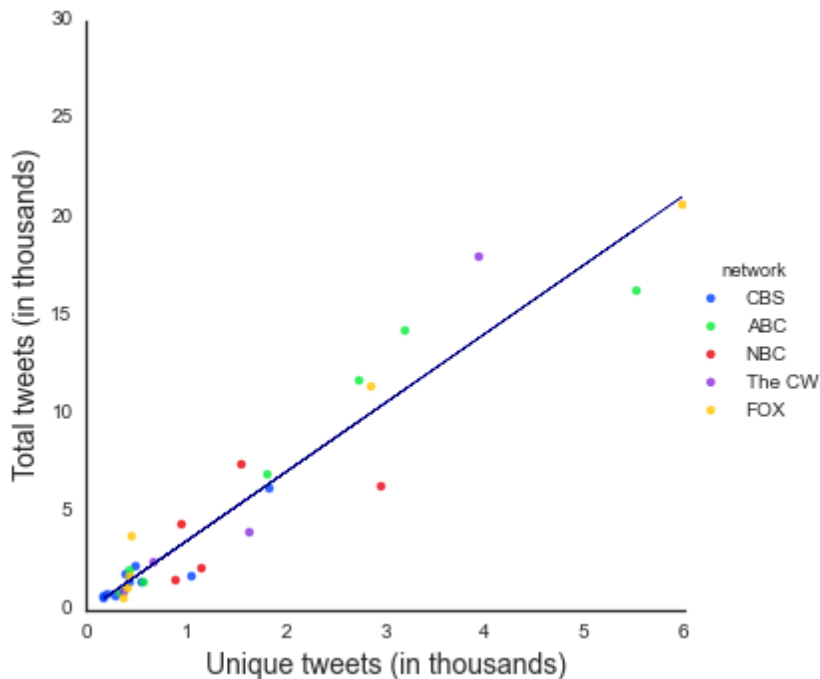 30
25
20
15
10
5
0
Total tweets (in thousands)
0 1 2 3 4 5 6
Unique tweets (in thousands)
network
CBS
ABC
NBC
The CW
FOX